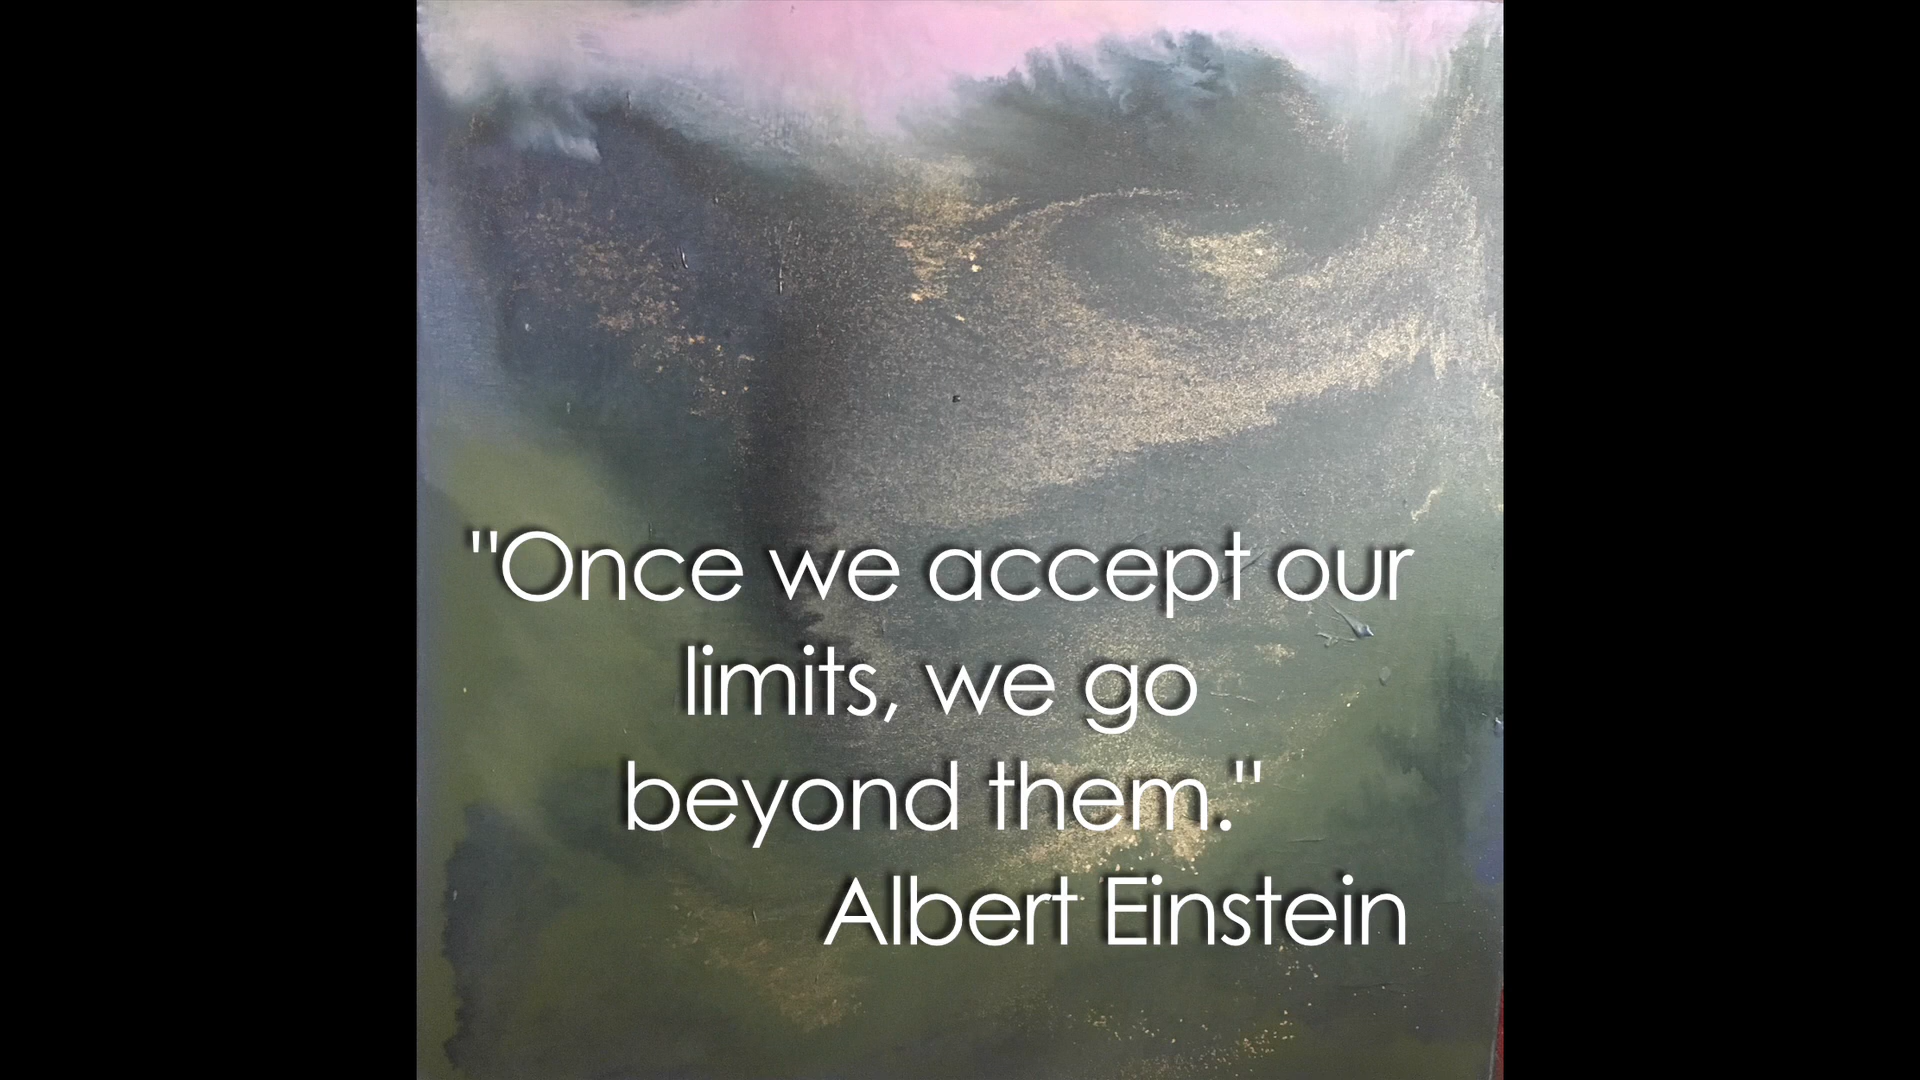 "Once we accept our
limits, we go
beyond them."
Albert Einstein